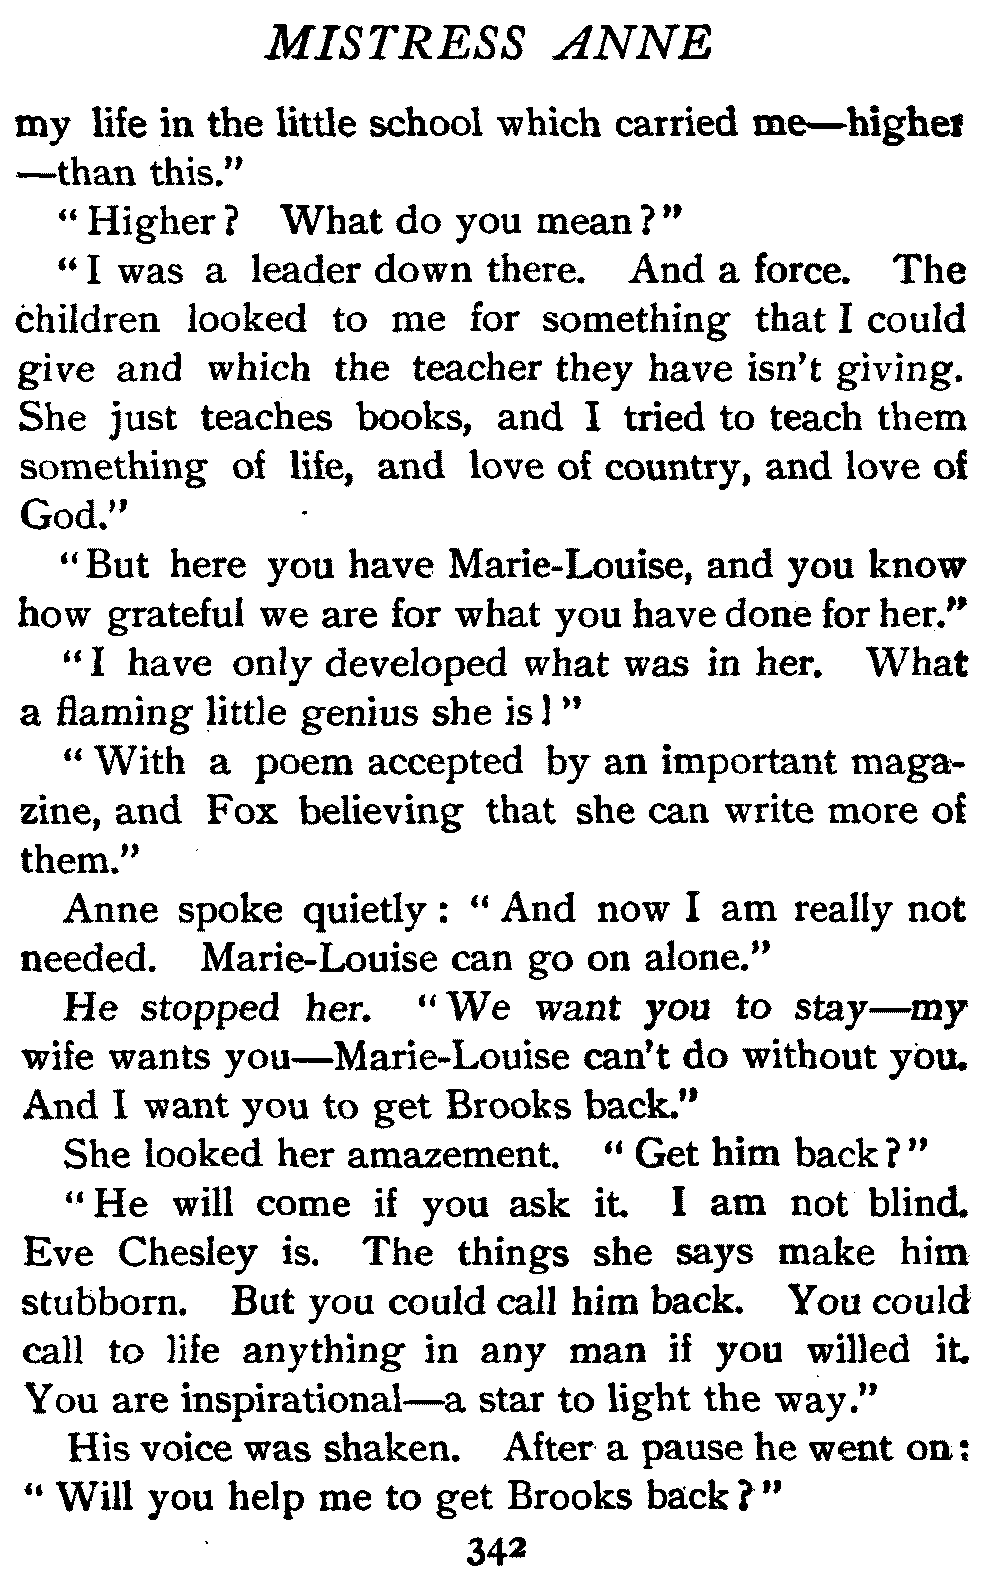 MISTRESS ANNE
my life in the little school which carried me—higher
—than this."
"Higher? What do you mean?"
"I was a leader down there. And a force. The
children looked to me for something that I could
give and which the teacher they have isn't giving.
She just teaches books, and I tried to teach them
something of life, and love of country, and love of
God."
"But here you have Marie-Louise, and you know
how grateful we are for what you have done for her."
"I have only developed what was in her. What
a flaming little genius she is!"
"With a poem accepted by an important maga-
zine, and Fox believing that she can write more of
them."
Anne spoke quietly: "And now I am really not
needed. Marie-Louise can go on alone."
He stopped her. "We want you to stay—my
wife wants you—Marie-Louise can't do without you.
And I want you to get Brooks back."
She looked her amazement. "Get him back?"
"He will come if you ask it. I am not blind.
Eve Chesley is. The things she says make him
stubborn. But you could call him back. You could
call to life anything in any man if you willed it.
You are inspirational—a star to light the way."
His voice was shaken. After a pause he went on:
"Will you help me to get Brooks back?"
342